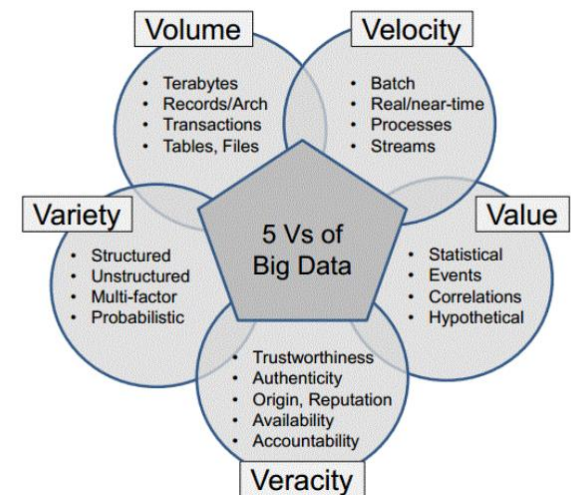 Volume
• Terabytes
• Records/Arch
• Transactions
• Tables, Files
Velocity
• Batch
• Real/near-time
• Processes
• Streams
Variety
• Structured
• Unstructured
• Multi-factor
• Probabilistic
5 Vs of
Big Data
Value
• Statistical
• Events
• Correlations
• Hypothetical
• Trustworthiness
• Authenticity
• Origin, Reputation
• Availability
• Accountability
Veracity